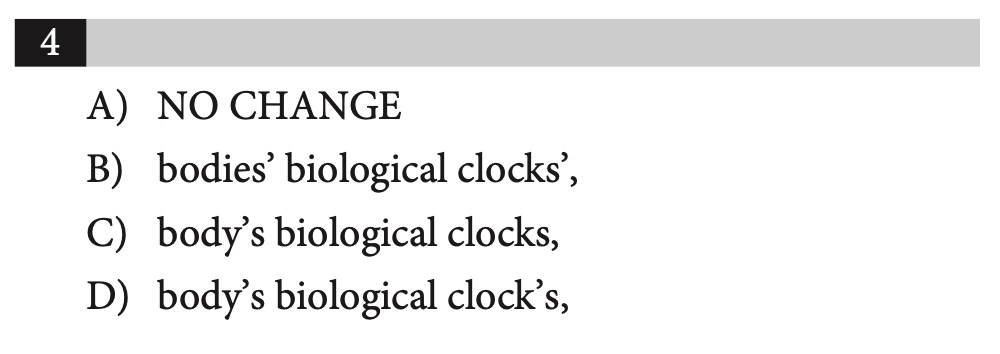 4
A) NO CHANGE
B) bodies’ biological clocks’,
C) body’s biological clocks,
D) body’s biological clock’s,